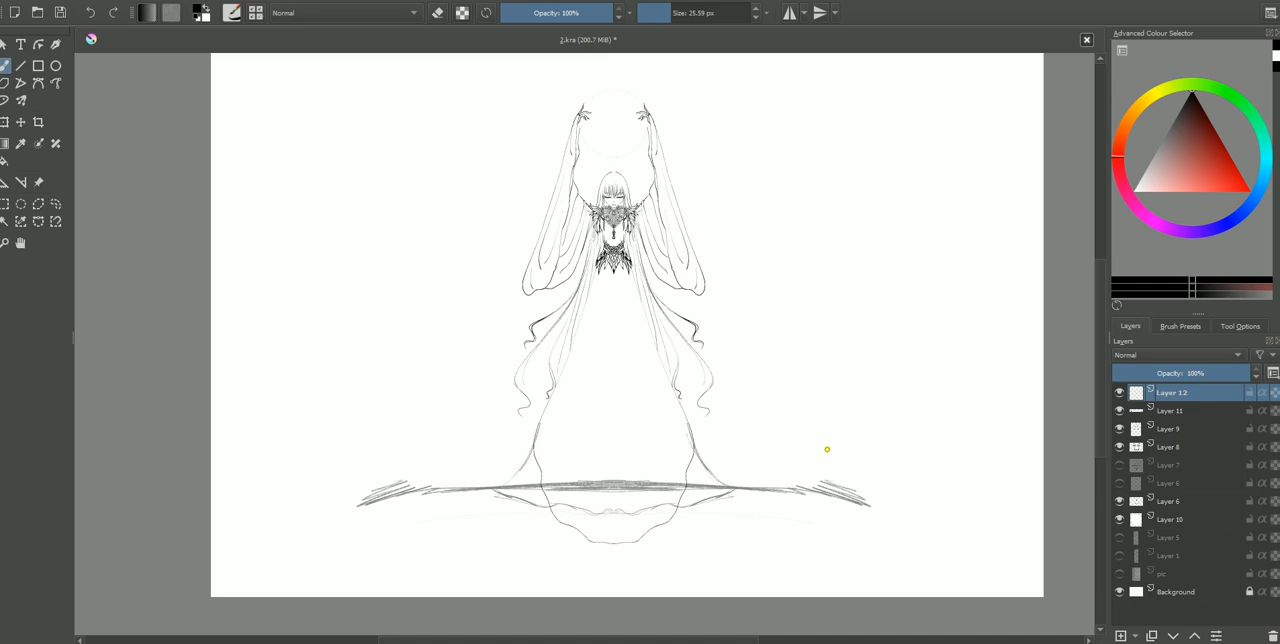 Normal
Opacity: 100%
Size: 25.59 px
2.kra (200.7 MiB) *
Advanced Colour Selector
Layers
Brush Presets
Tool Options
Layers
Normal
Opacity: 100%
Layer 12
Layer 11
Layer 9
Layer 8
Layer 7
Layer 6
Layer 6
Layer 10
Layer 5
Layer 1
pic
Background